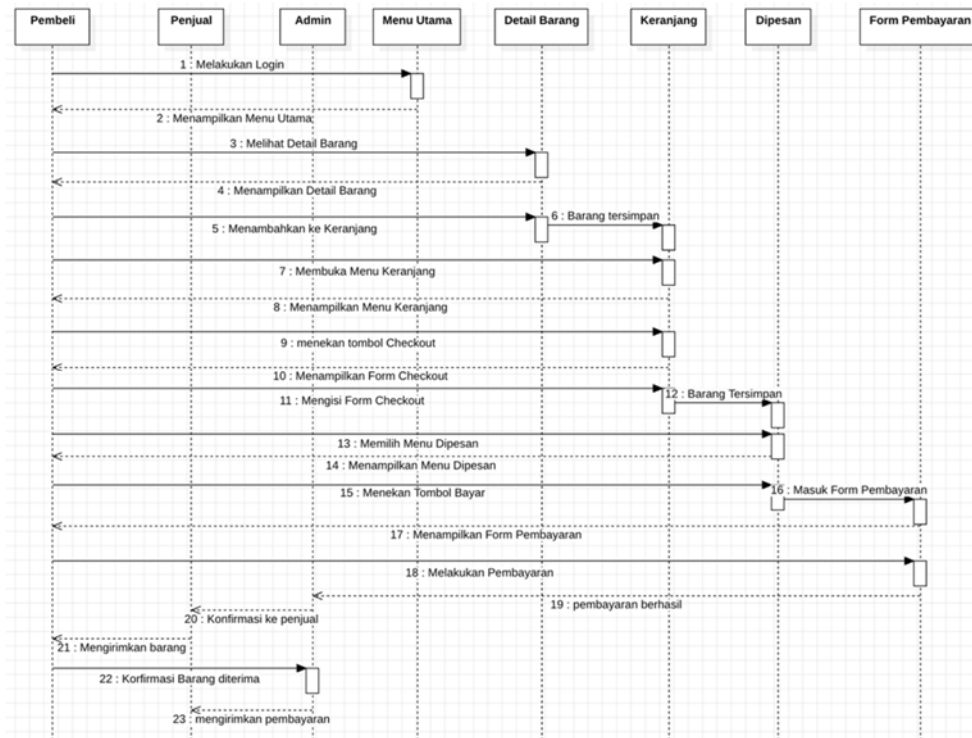 Pembeli
Penjual
Admin
Menu Utama
Detail Barang
Keranjang
Dipesan
Form Pembayaran
1 : Melakukan Login
2 : Menampilkan Menu Utama
3 : Melihat Detail Barang
4 : Menampilkan Detail Barang
5 : Menambahkan ke Keranjang
6 : Barang tersimpan
7 : Membuka Menu Keranjang
8 : Menampilkan Menu Keranjang
9 : menekan tombol Checkout
10 : Menampilkan Form Checkout
11 : Mengisi Form Checkout
12 : Barang Tersimpan
13 : Memilih Menu Dipesan
14 : Menampilkan Menu Dipesan
15 : Menekan Tombol Bayar
16 : Masuk Form Pembayaran
17 : Menampilkan Form Pembayaran
18 : Melakukan Pembayaran
19 : pembayaran berhasil
20 : Konfirmasi ke penjual
21 : Mengirimkan barang
22 : Korfirmasi Barang diterima
23 : mengirimkan pembayaran